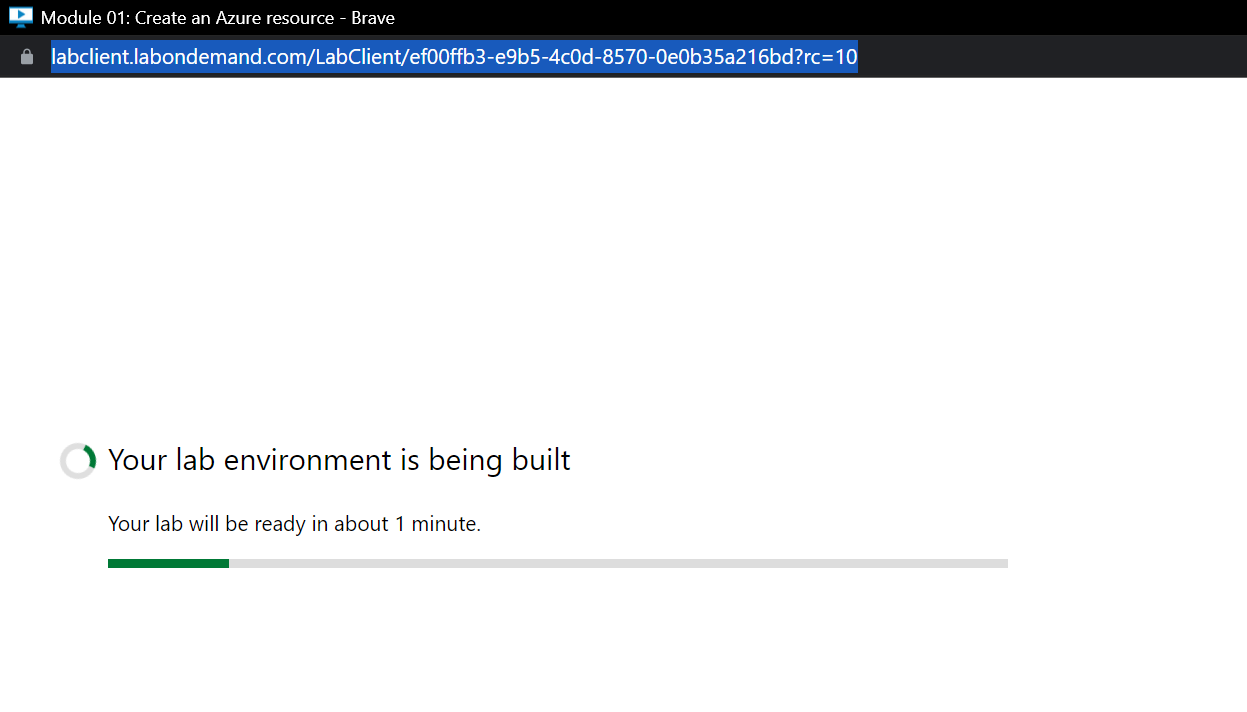 Module 01: Create an Azure resource - Brave
labclient.labondemand.com/LabClient/ef00ffb3-e9b5-4c0d-8570-0e0b35a216bd?rc=10
Your lab environment is being built
Your lab will be ready in about 1 minute.